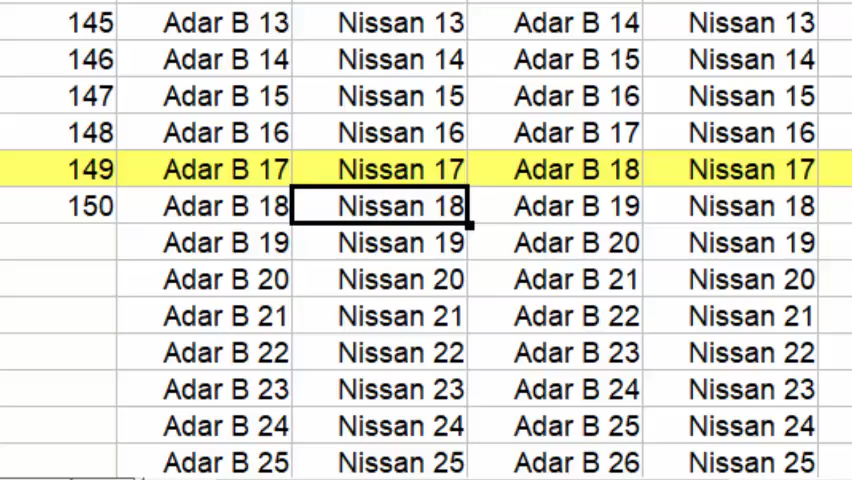 145 Adar B 13 Nissan 13 Adar B 14 Nissan 13
146 Adar B 14 Nissan 14 Adar B 15 Nissan 14
147 Adar B 15 Nissan 15 Adar B 16 Nissan 15
148 Adar B 16 Nissan 16 Adar B 17 Nissan 16
149 Adar B 17 Nissan 17 Adar B 18 Nissan 17
150 Adar B 18 Nissan 18 Adar B 19 Nissan 18
Adar B 19 Nissan 19 Adar B 20 Nissan 19
Adar B 20 Nissan 20 Adar B 21 Nissan 20
Adar B 21 Nissan 21 Adar B 22 Nissan 21
Adar B 22 Nissan 22 Adar B 23 Nissan 22
Adar B 23 Nissan 23 Adar B 24 Nissan 23
Adar B 24 Nissan 24 Adar B 25 Nissan 24
Adar B 25 Nissan 25 Adar B 26 Nissan 25